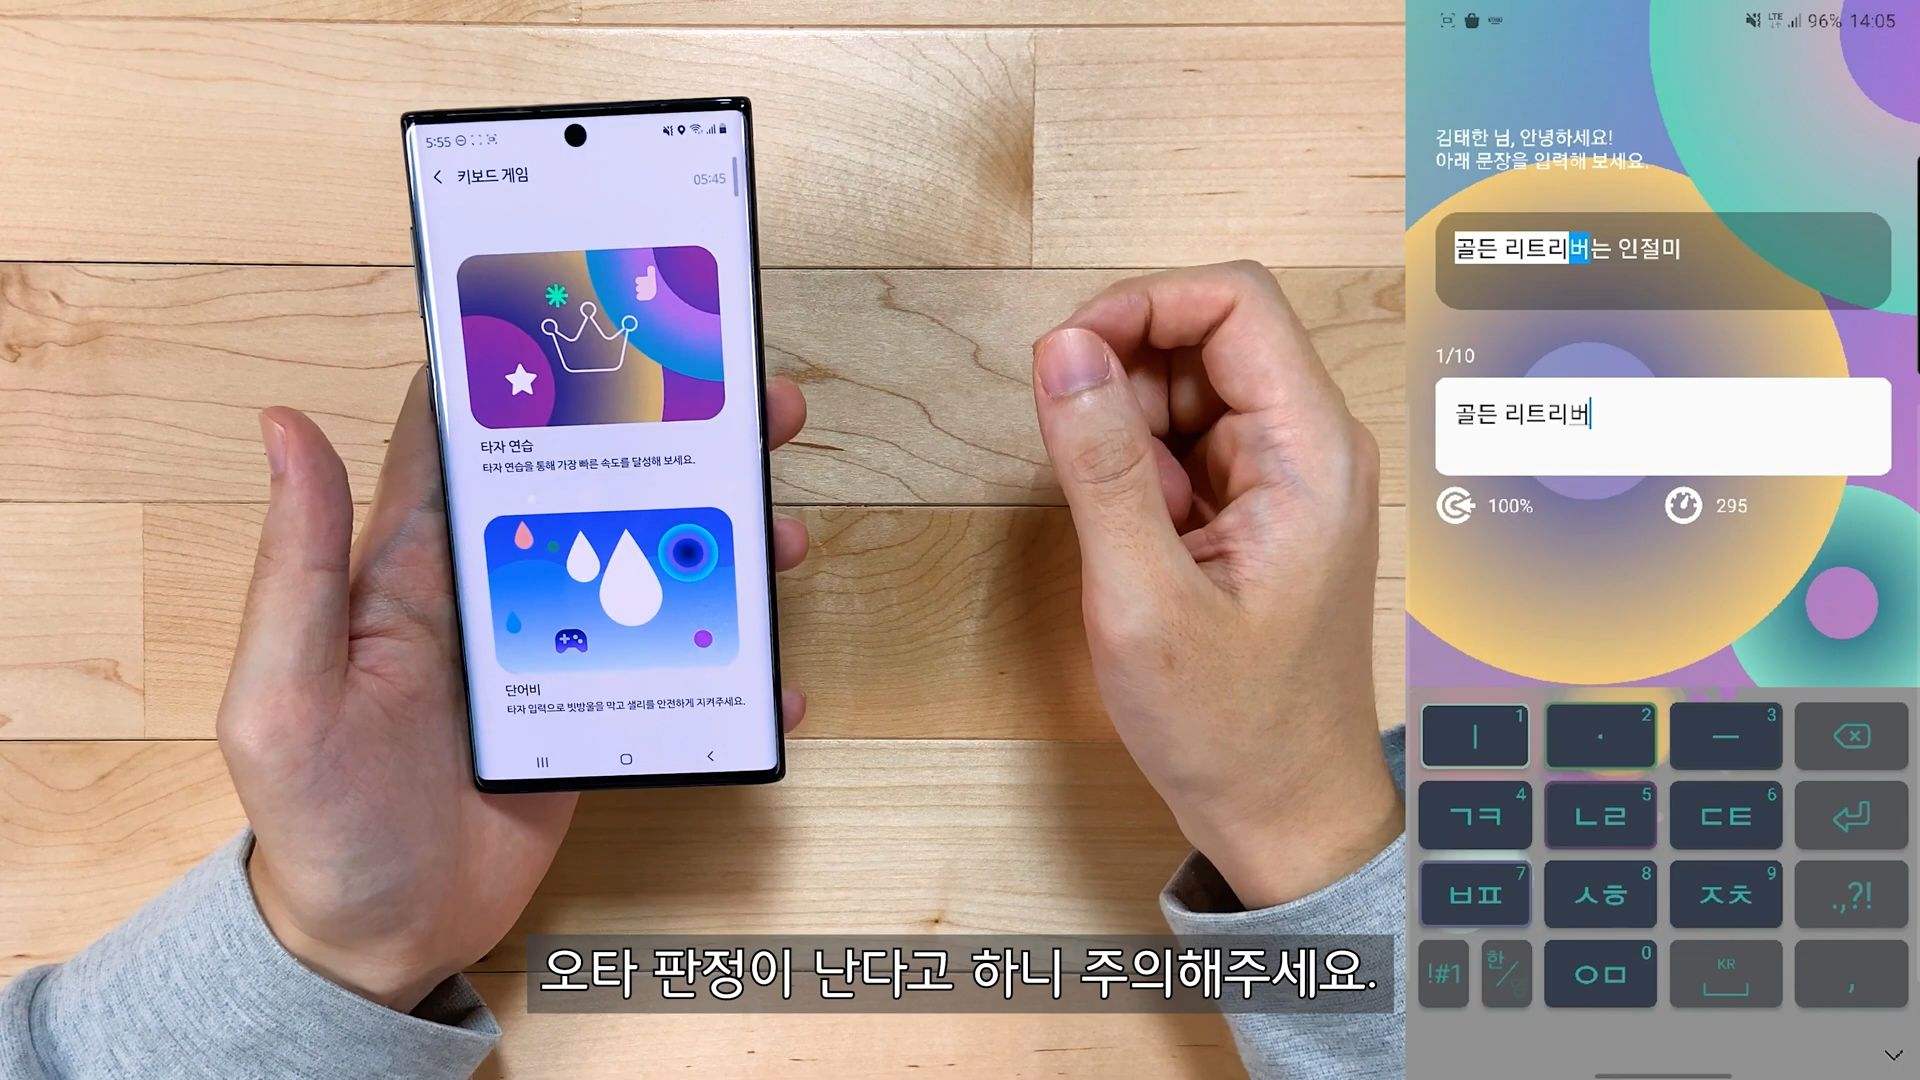 5:55
키보드 게임
05:45
타자 연습
타자 연습을 통해 가장 빠른 속도를 달성해 보세요.
단어비
타자 입력으로 빗방울을 막고 샐리를 안전하게 지켜주세요.
LTE 96% 14:05
김태한 님, 안녕하세요!
아래 문장을 입력해 보세요.
골든 리트리버는 인절미
1/10
골든 리트리버
100% 295
ㅣ 1 · 2 ㅡ 3
ㄱㅋ 4 ㄴㄹ 5 ㄷㅌ 6
ㅂㅍ 7 ㅅㅎ 8 ㅈㅊ 9 .,?!
!#1 한/ ㅇㅁ 0 KR ,
오타 판정이 난다고 하니 주의해주세요.